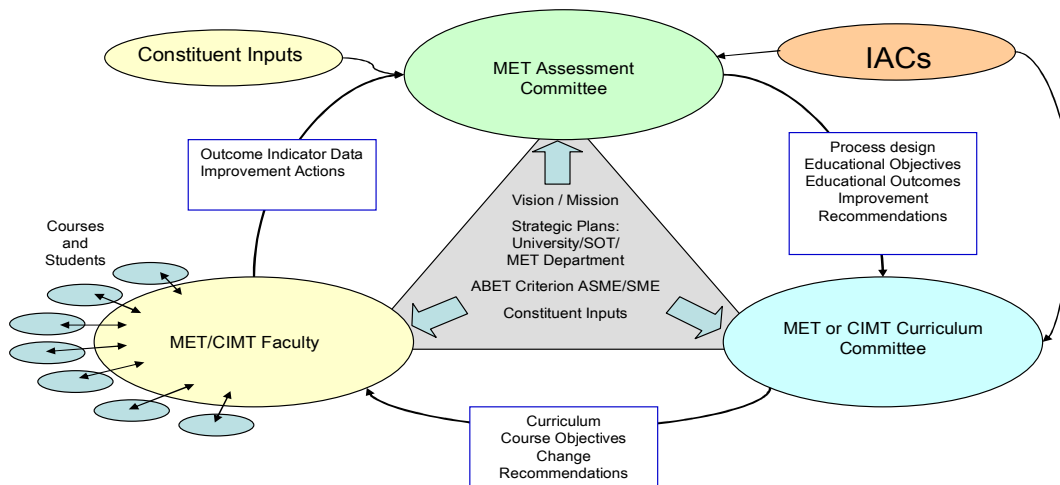 Constituent Inputs
MET Assessment
Committee
IACs
Outcome Indicator Data
Improvement Actions
Process design
Educational Objectives
Educational Outcomes
Improvement
Recommendations
Vision / Mission
Strategic Plans:
University/SOT/
MET Department
ABET Criterion ASME/SME
Constituent Inputs
Courses
and
Students
MET/CIMT Faculty
MET or CIMT Curriculum
Committee
Curriculum
Course Objectives
Change
Recommendations